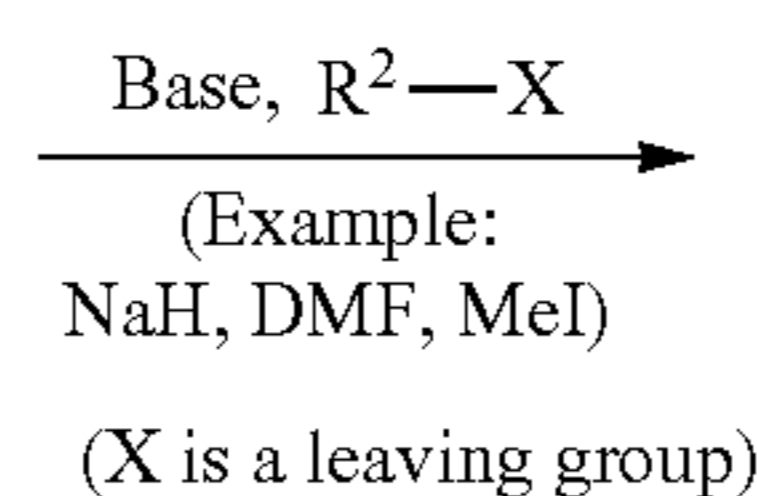 Base, R²—X
(Example:
NaH, DMF, MeI)
(X is a leaving group)